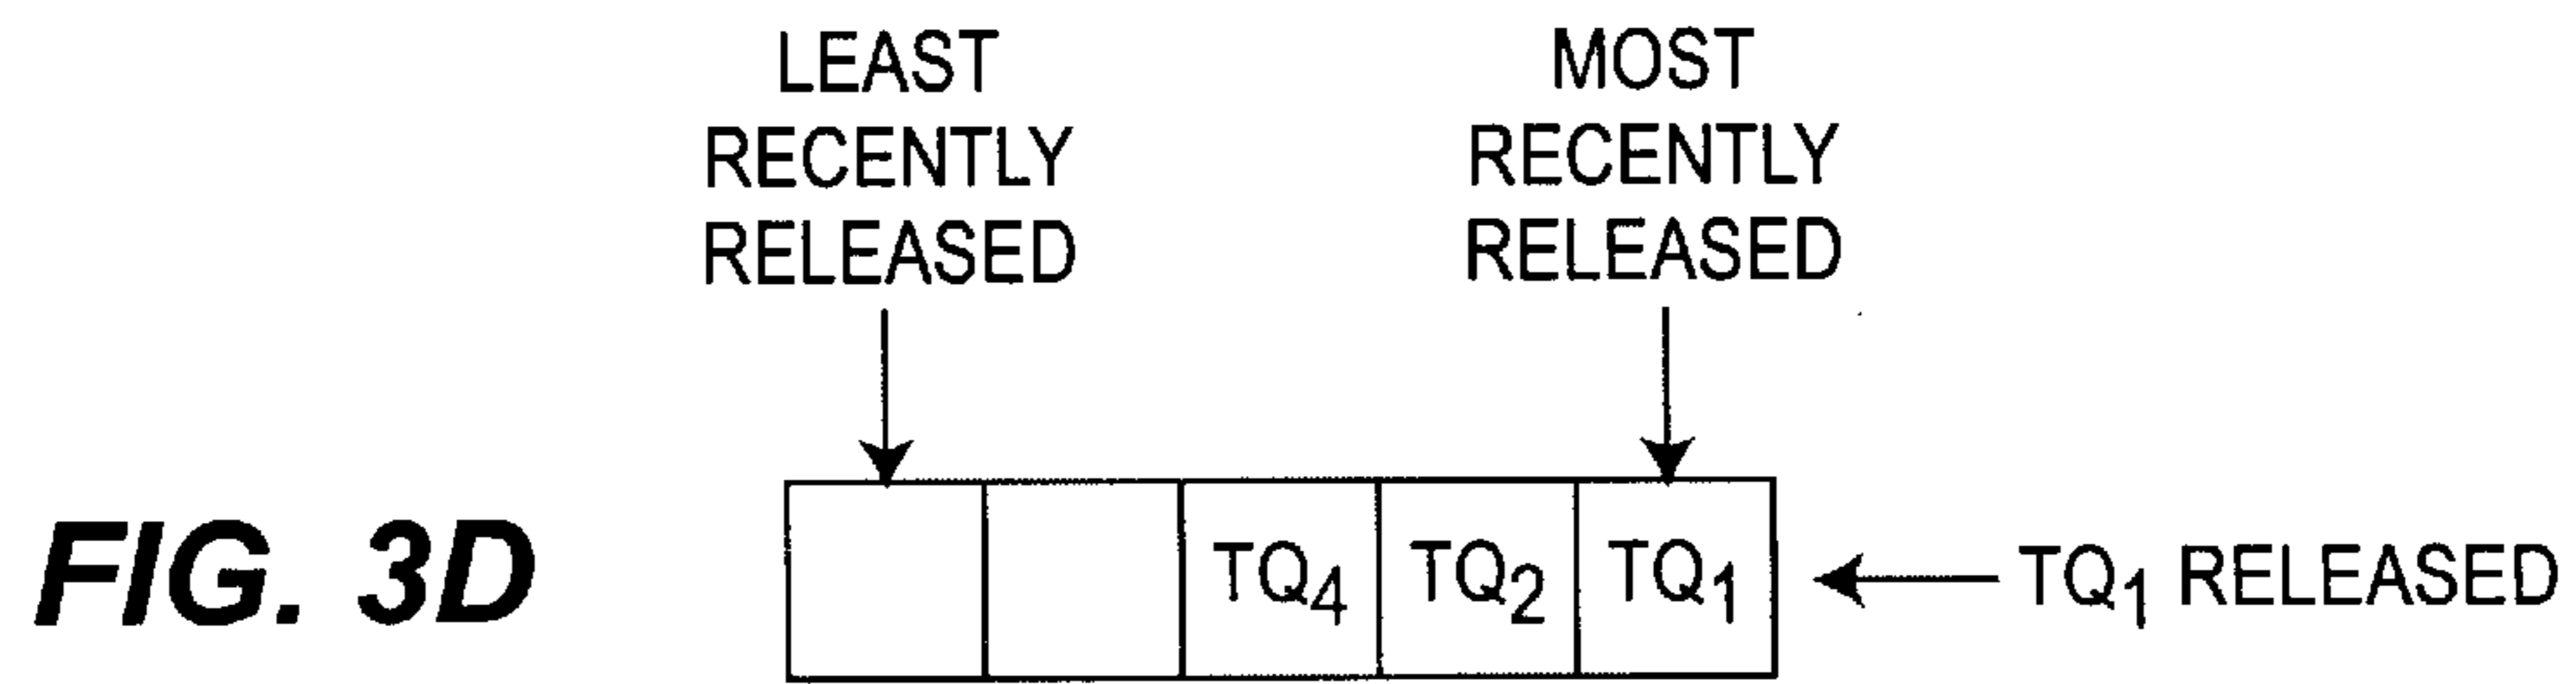 LEAST
RECENTLY
RELEASED
MOST
RECENTLY
RELEASED
FIG. 3D
TQ₄ TQ₂ TQ₁
TQ₁ RELEASED